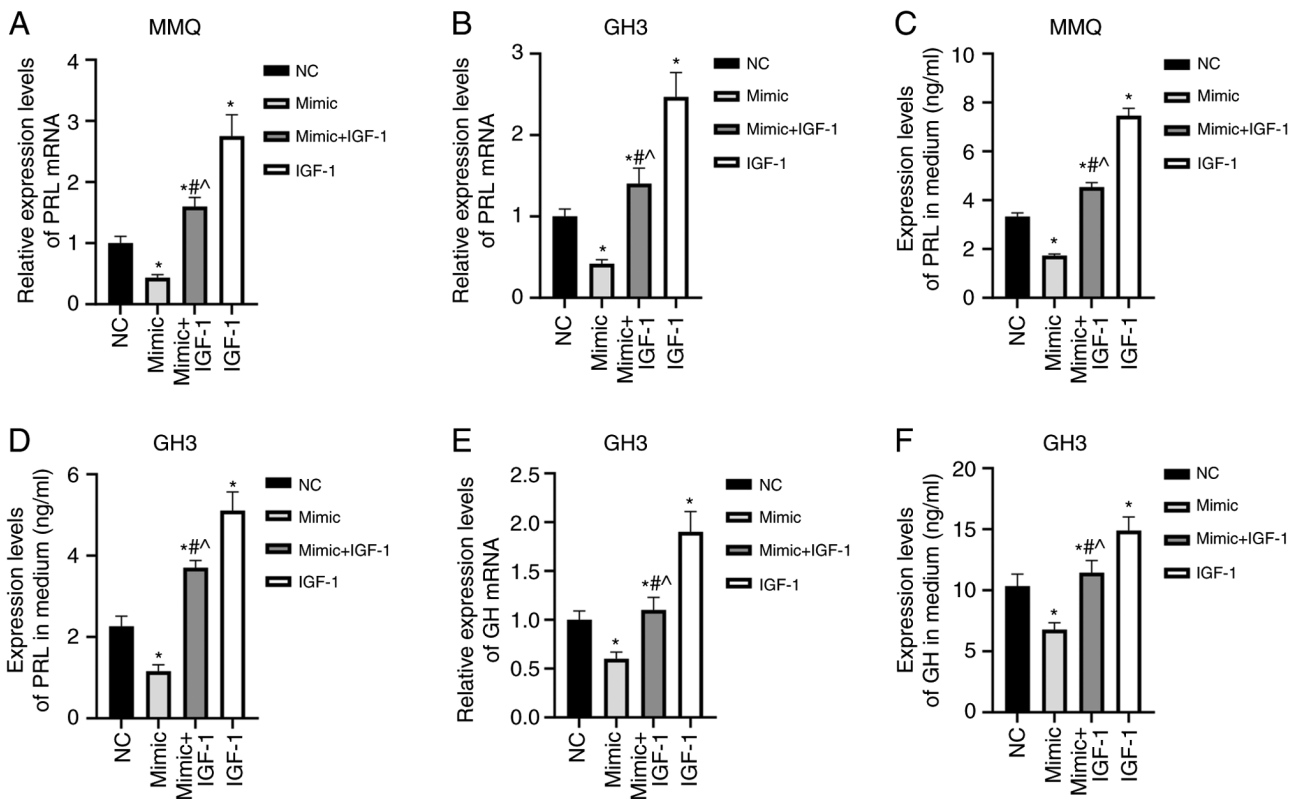 A
MMQ
Relative expression levels
of PRL mRNA
4
3
2
1
0
*
*
*#^
*
NC
Mimic
Mimic+
IGF-1
IGF-1
NC
Mimic
Mimic+IGF-1
IGF-1
B
GH3
Relative expression levels
of PRL mRNA
3
2
1
0
*
*
*#^
NC
Mimic
Mimic+
IGF-1
IGF-1
NC
Mimic
Mimic+IGF-1
IGF-1
C
MMQ
Expression levels
of PRL in medium (ng/ml)
10
8
6
4
2
0
*
*#^
*
NC
Mimic
Mimic+
IGF-1
IGF-1
NC
Mimic
Mimic+IGF-1
IGF-1
D
GH3
Expression levels
of PRL in medium (ng/ml)
6
4
2
0
*
*#^
*
NC
Mimic
Mimic+
IGF-1
IGF-1
NC
Mimic
Mimic+IGF-1
IGF-1
E
GH3
Relative expression levels
of GH mRNA
2.5
2.0
1.5
1.0
0.5
0.0
*
*#^
*
NC
Mimic
Mimic+
IGF-1
IGF-1
NC
Mimic
Mimic+IGF-1
IGF-1
F
GH3
Expression levels
of GH in medium (ng/ml)
20
15
10
5
0
*
*#^
*
NC
Mimic
Mimic+
IGF-1
IGF-1
NC
Mimic
Mimic+IGF-1
IGF-1